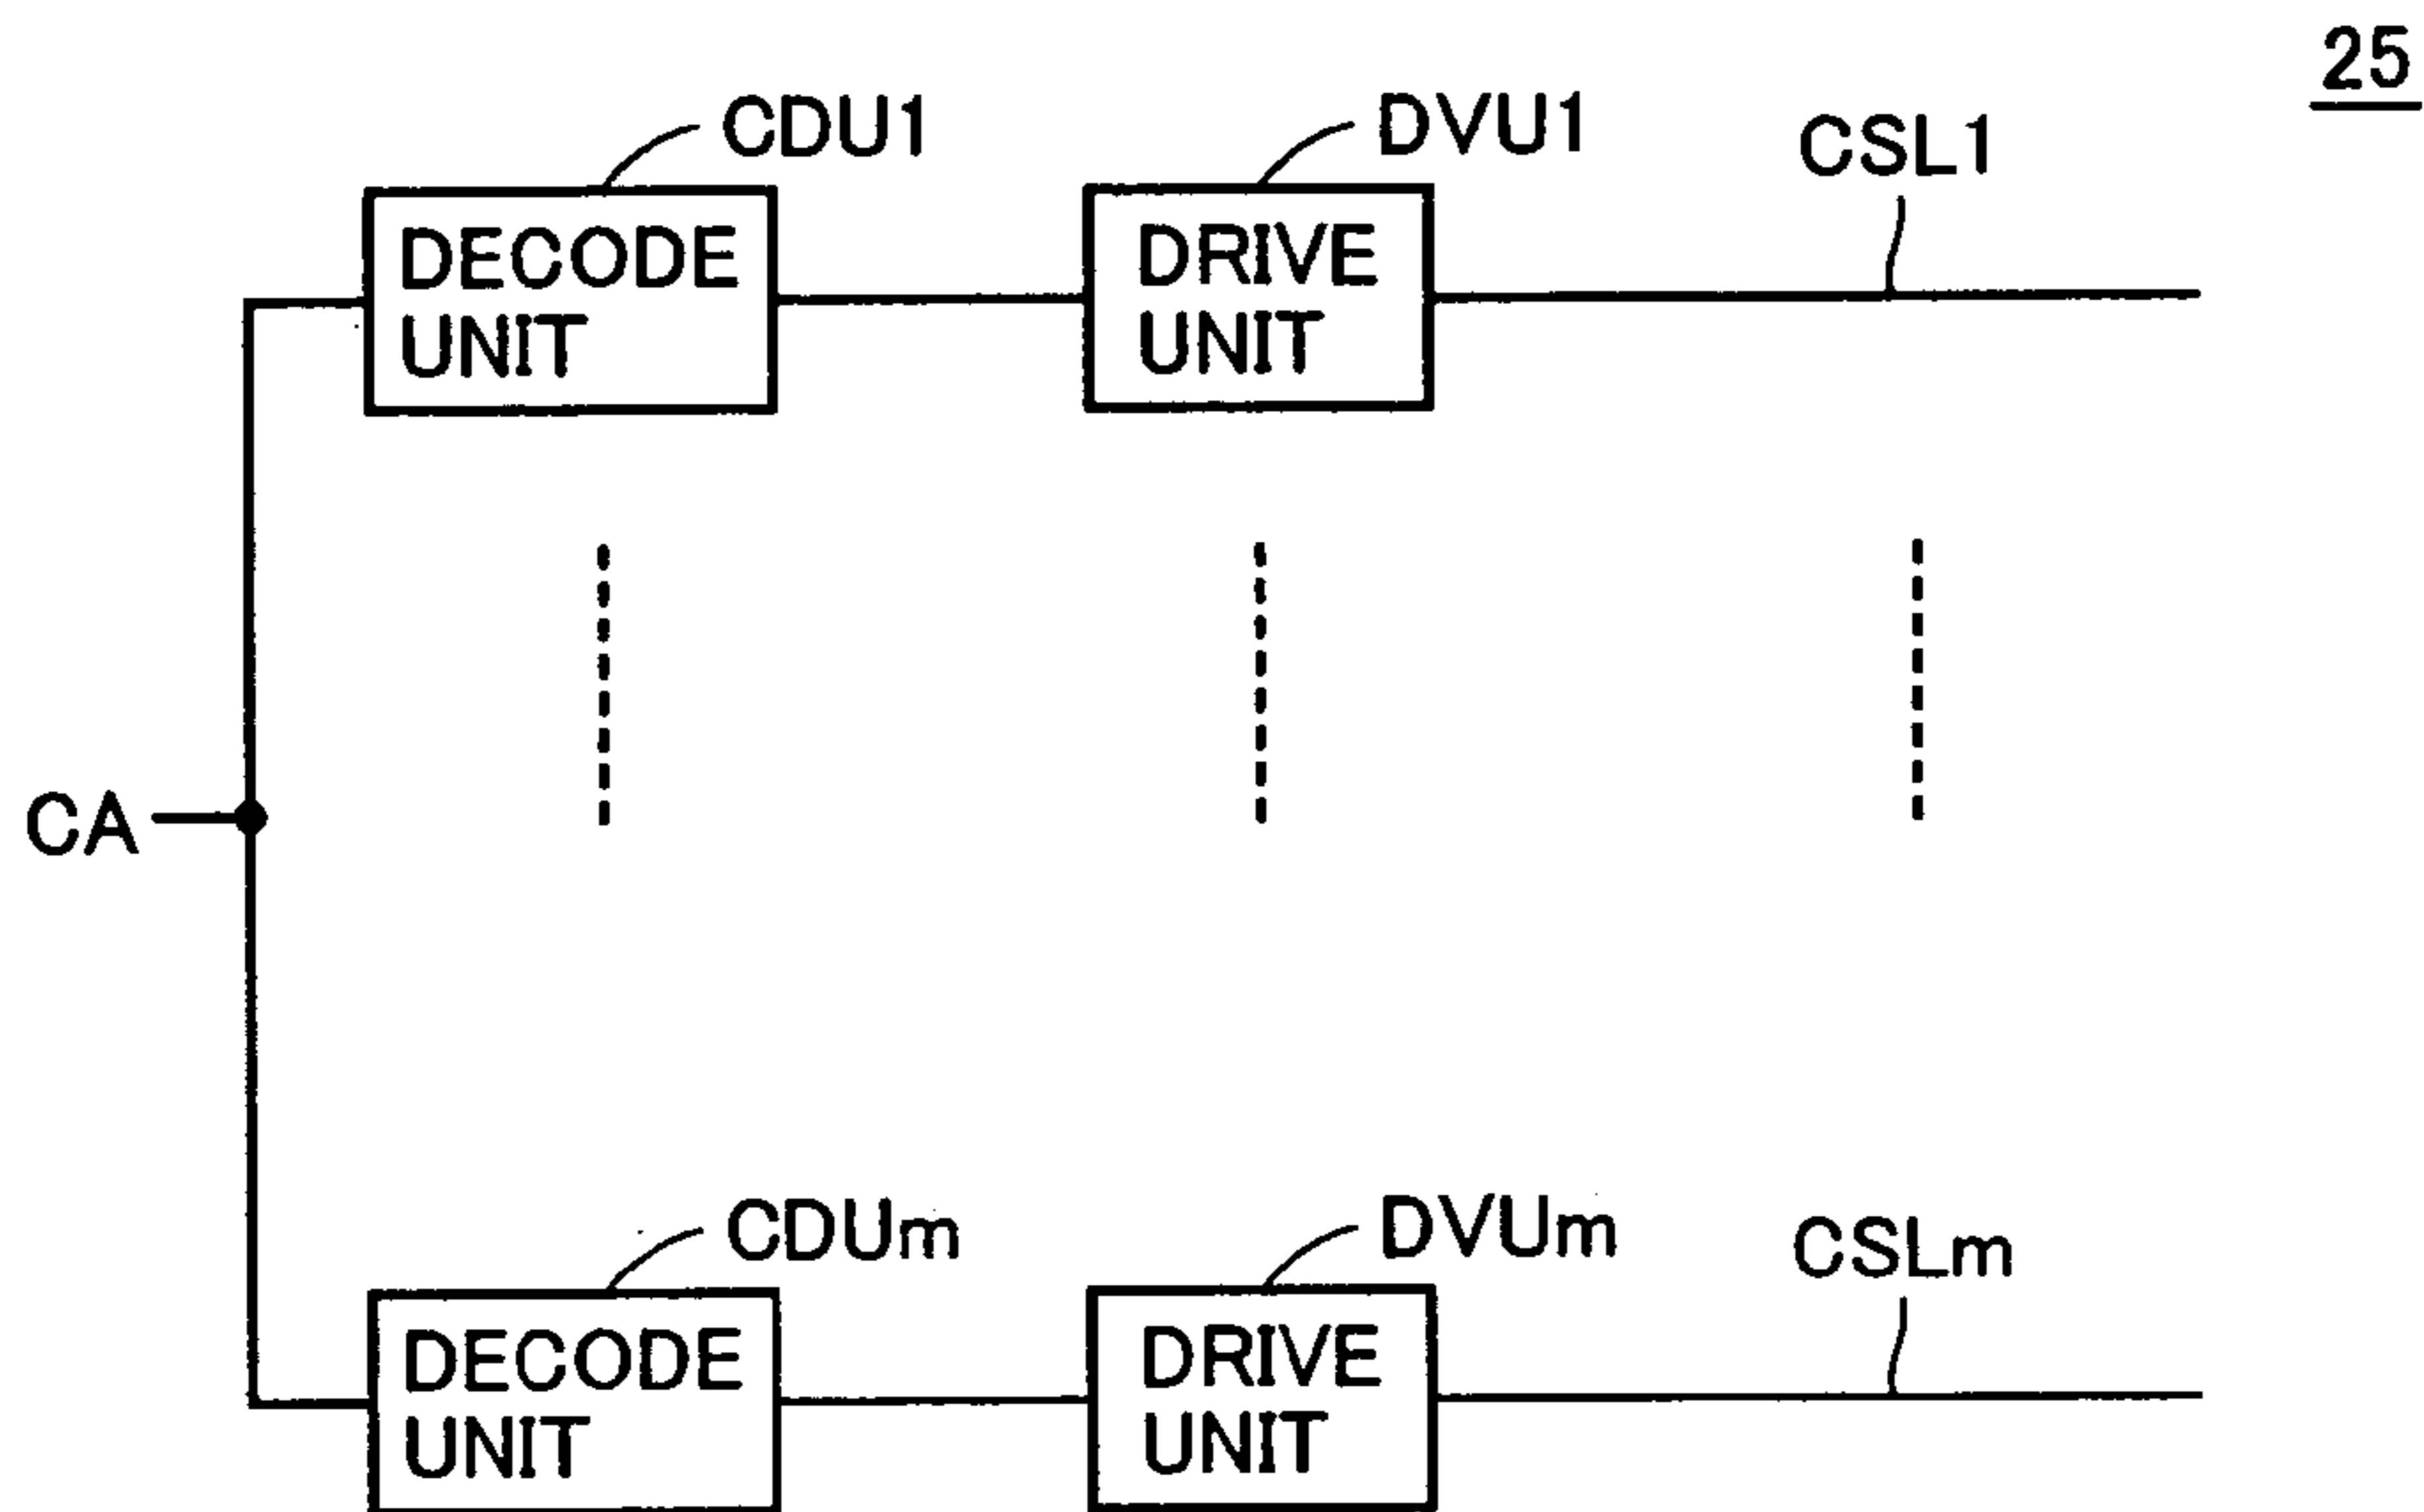 25
CDU1
DVU1
CSL1
DECODE
UNIT
DRIVE
UNIT
CA
CDUm
DVUm
CSLm
DECODE
UNIT
DRIVE
UNIT